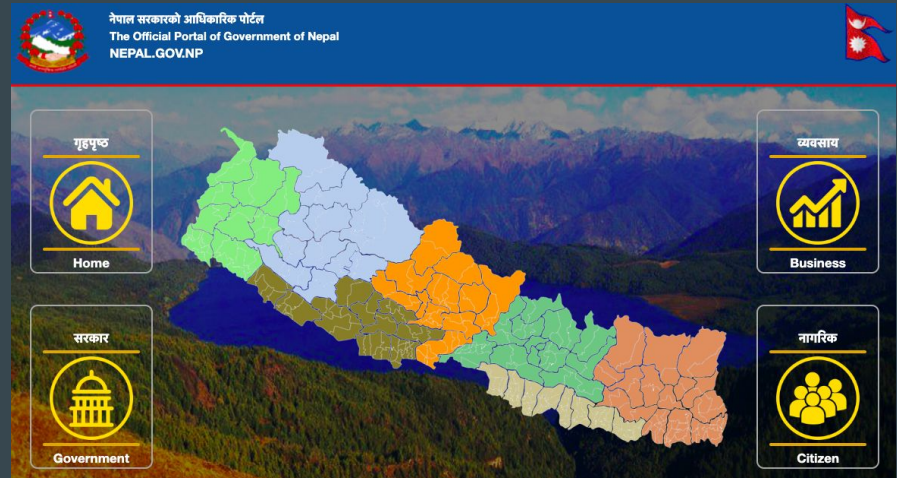 नेपाल सरकारको आधिकारिक पोर्टल
The Official Portal of Government of Nepal
NEPAL.GOV.NP
गृहपृष्ठ
Home
व्यवसाय
Business
सरकार
Government
नागरिक
Citizen